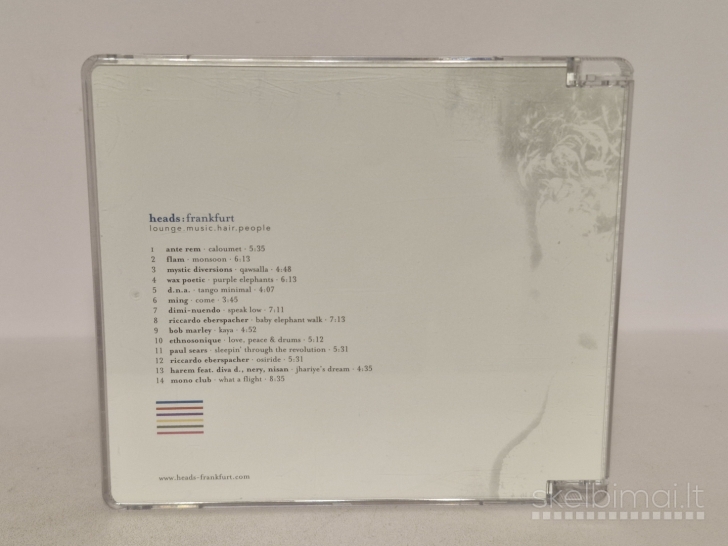 heads:frankfurt
lounge.music.hair.people
1 ante rem · caloumet · 5:35
2 flam · monsoon · 6:13
3 mystic diversions · qawsalla · 4:48
4 wax poetic · purple elephants · 6:13
5 d.n.a. · tango minimal · 4:07
6 ming · come · 3:45
7 dimi-nuendo · speak low · 7:11
8 riccardo eberspacher · baby elephant walk · 7:13
9 bob marley · kaya · 4:52
10 ethnosonique · love, peace & drums · 5:12
11 paul sears · sleepin' through the revolution · 5:31
12 riccardo eberspacher · osiride · 5:31
13 harem feat. diva d., nery, nisan · jhariye's dream · 4:35
14 mono club · what a flight · 8:35
www.heads-frankfurt.com
skelbimai.lt